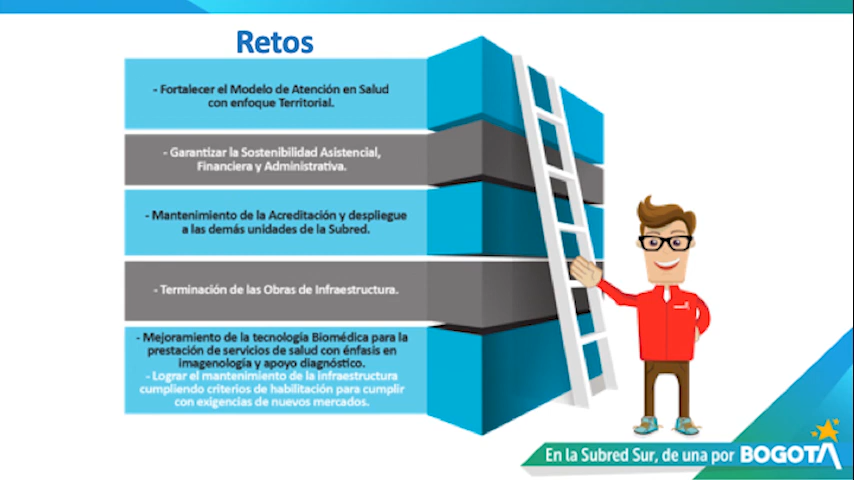 Retos
- Fortalecer el Modelo de Atención en Salud
con enfoque Territorial.
- Garantizar la Sostenibilidad Asistencial,
Financiera y Administrativa.
- Mantenimiento de la Acreditación y despliegue
a las demás unidades de la Subred.
- Terminación de las Obras de Infraestructura.
- Mejoramiento de la tecnología Biomédica para la
prestación de servicios de salud con énfasis en
imagenología y apoyo diagnóstico.
- Lograr el mantenimiento de la infraestructura
cumpliendo criterios de habilitación para cumplir
con exigencias de nuevos mercados.
En la Subred Sur, de una por BOGOTÁ